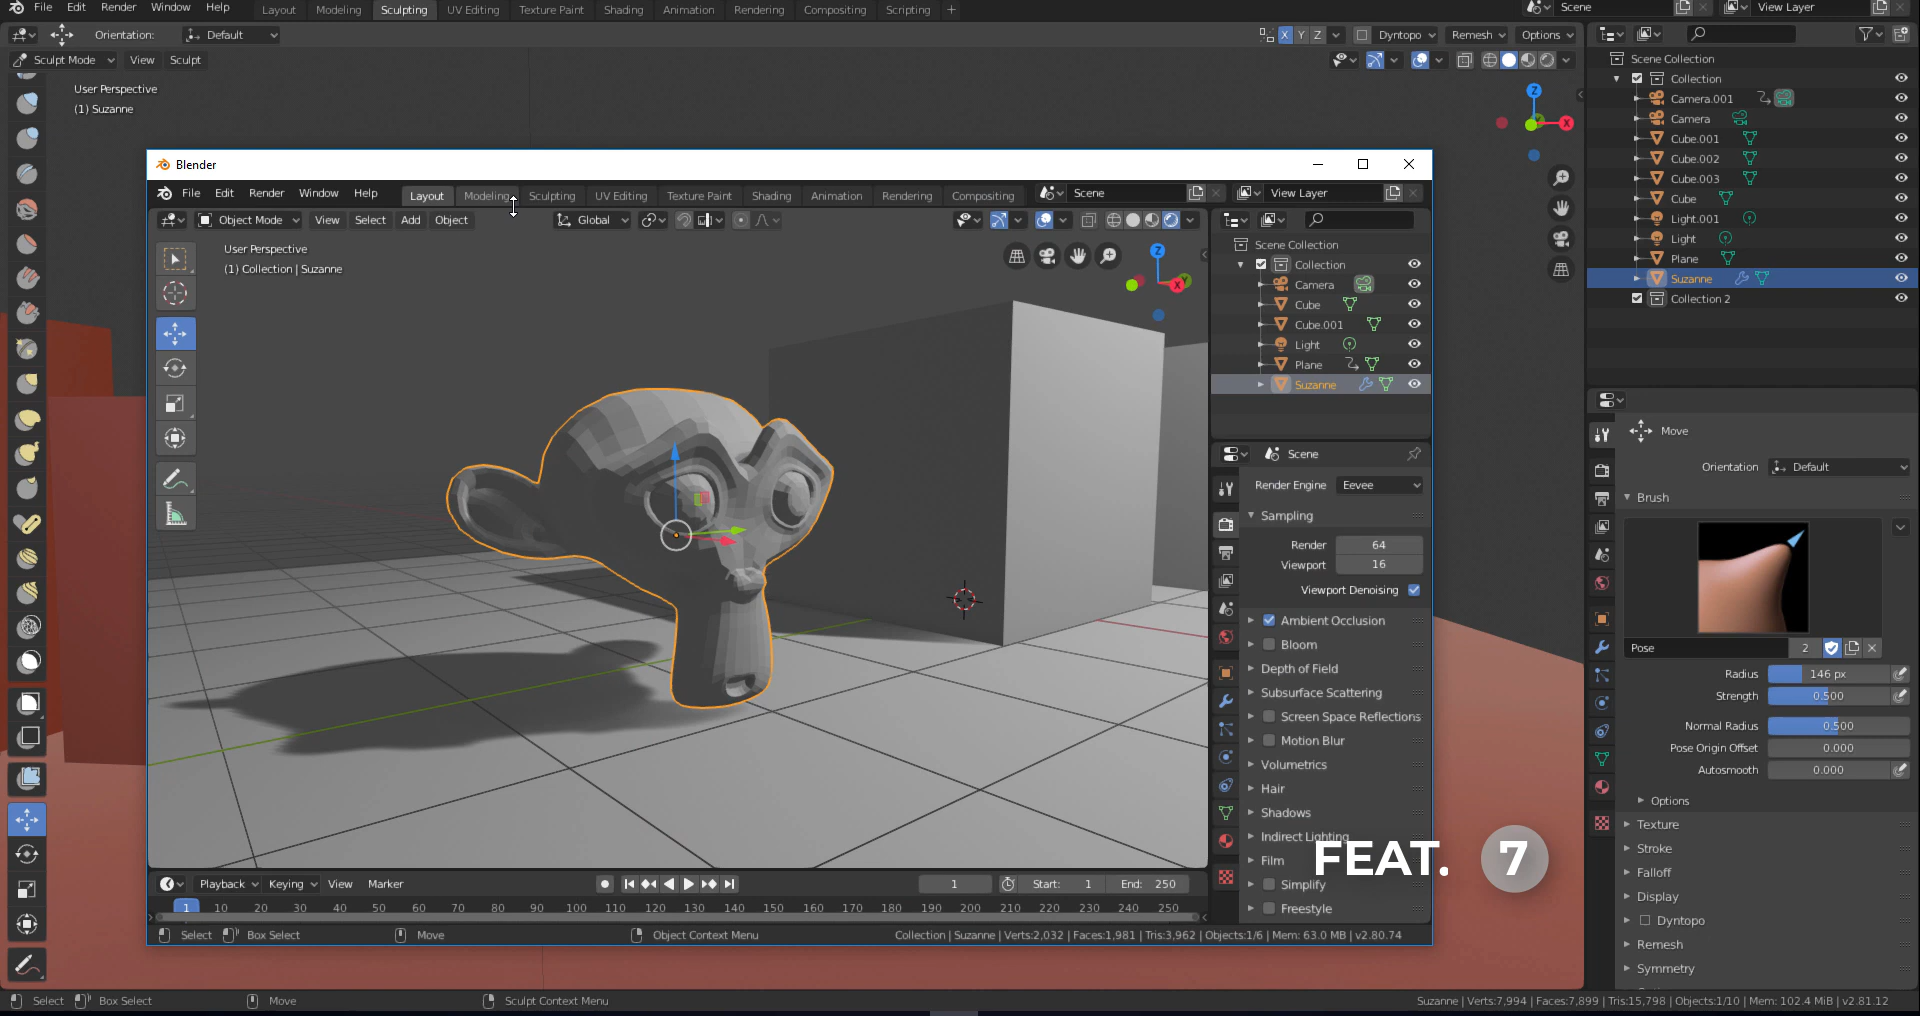 File Edit Render Window Help Layout Modeling Sculpting UV Editing Texture Paint Shading Animation Rendering Compositing Scripting + Scene View Layer
Orientation: Default X Y Z Dyntopo Remesh Options
Sculpt Mode View Sculpt
User Perspective
(1) Suzanne
Z
X
Scene Collection
Collection
Camera.001
Camera
Cube.001
Cube.002
Cube.003
Cube
Light.001
Light
Plane
Suzanne
Collection 2
Move
Orientation Default
Brush
Pose 2
Radius 146 px
Strength 0.500
Normal Radius 0.500
Pose Origin Offset 0.000
Autosmooth 0.000
Options
Texture
Stroke
Falloff
Display
Dyntopo
Remesh
Symmetry
Blender
File Edit Render Window Help Layout Modeling Sculpting UV Editing Texture Paint Shading Animation Rendering Compositing Scene View Layer
Object Mode View Select Add Object Global
User Perspective
(1) Collection | Suzanne
Z
X
Scene Collection
Collection
Camera
Cube
Cube.001
Light
Plane
Suzanne
Scene
Render Engine Eevee
Sampling
Render 64
Viewport 16
Viewport Denoising
Ambient Occlusion
Bloom
Depth of Field
Subsurface Scattering
Screen Space Reflections
Motion Blur
Volumetrics
Hair
Shadows
Indirect Lighting
Film
Simplify
Freestyle
FEAT. 7
Playback Keying View Marker 1 Start: 1 End: 250
1 10 20 30 40 50 60 70 80 90 100 110 120 130 140 150 160 170 180 190 200 210 220 230 240 250
Select Box Select Move Object Context Menu Collection | Suzanne | Verts:2,032 | Faces:1,981 | Tris:3,962 | Objects:1/6 | Mem: 63.0 MB | v2.80.74
Select Box Select Move Sculpt Context Menu Suzanne | Verts:7,994 | Faces:7,899 | Tris:15,798 | Objects:1/10 | Mem: 102.4 MiB | v2.81.12